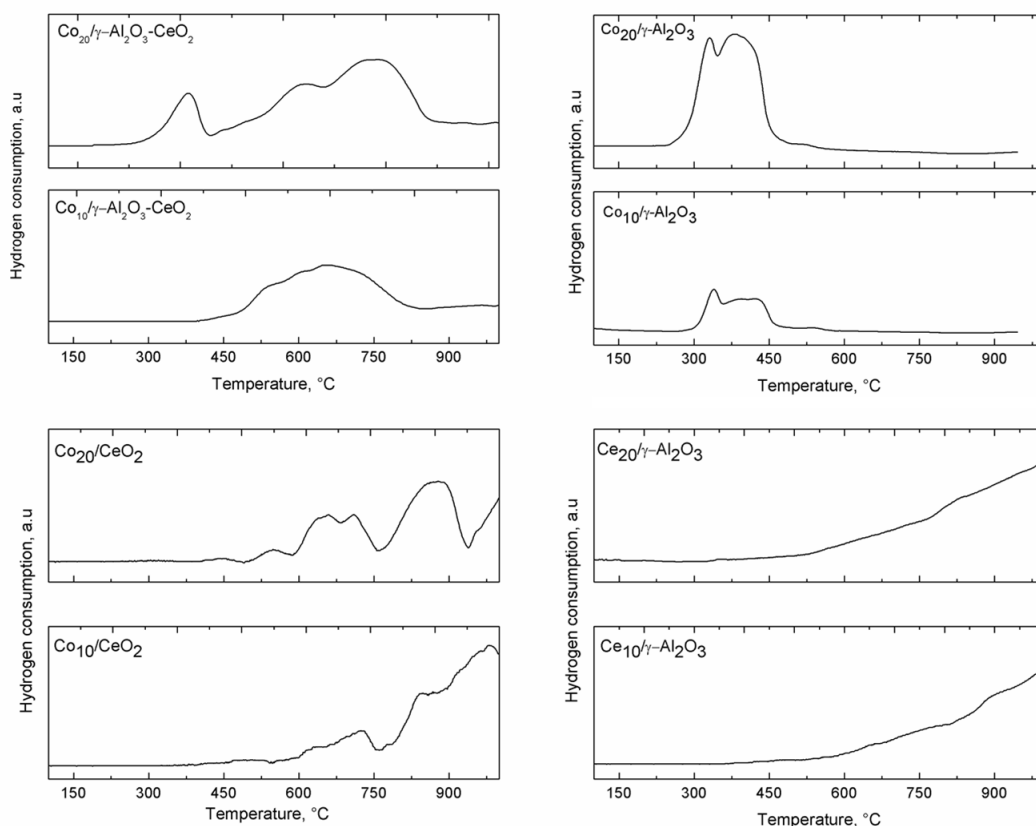 Co₂₀/γ–Al₂O₃-CeO₂
Co₁₀/γ–Al₂O₃-CeO₂
Hydrogen consumption, a.u
150 300 450 600 750 900
Temperature, °C
Co₂₀/γ-Al₂O₃
Co₁₀/γ-Al₂O₃
Hydrogen consumption, a.u
150 300 450 600 750 900
Temperature, °C
Co₂₀/CeO₂
Co₁₀/CeO₂
Hydrogen consumption, a.u
150 300 450 600 750 900
Temperature, °C
Ce₂₀/γ–Al₂O₃
Ce₁₀/γ–Al₂O₃
Hydrogen consumption, a.u
150 300 450 600 750 900
Temperature, °C